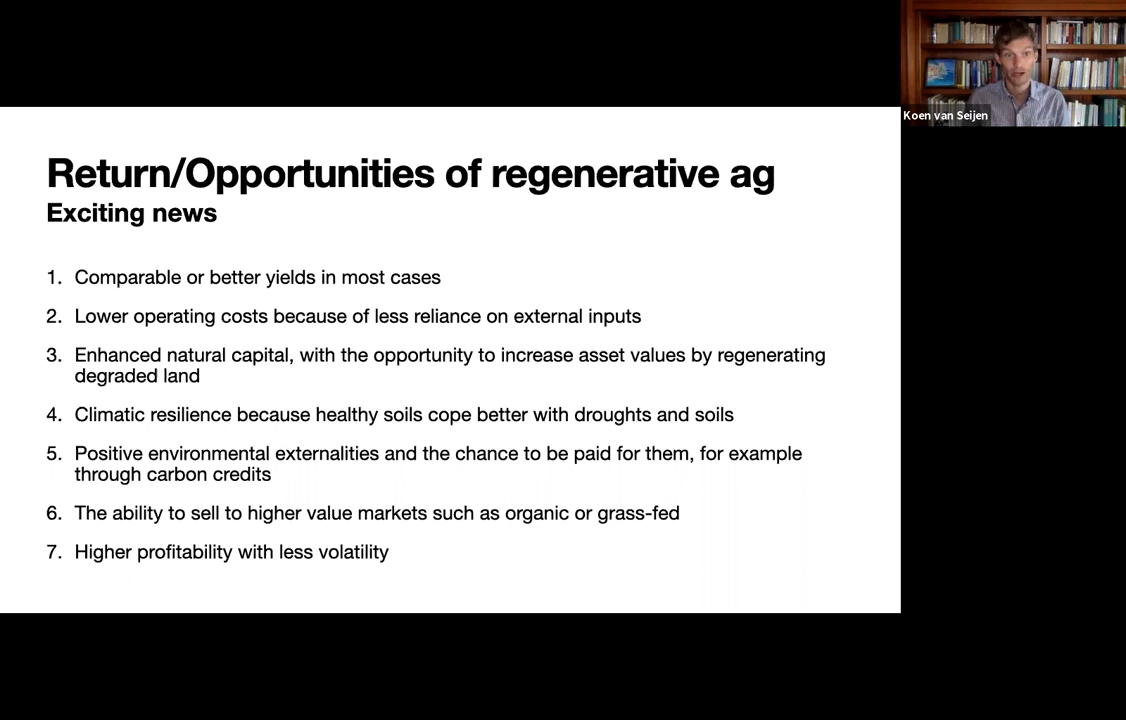 Koen van Seijen
Return/Opportunities of regenerative ag
Exciting news
1. Comparable or better yields in most cases
2. Lower operating costs because of less reliance on external inputs
3. Enhanced natural capital, with the opportunity to increase asset values by regenerating
degraded land
4. Climatic resilience because healthy soils cope better with droughts and soils
5. Positive environmental externalities and the chance to be paid for them, for example
through carbon credits
6. The ability to sell to higher value markets such as organic or grass-fed
7. Higher profitability with less volatility